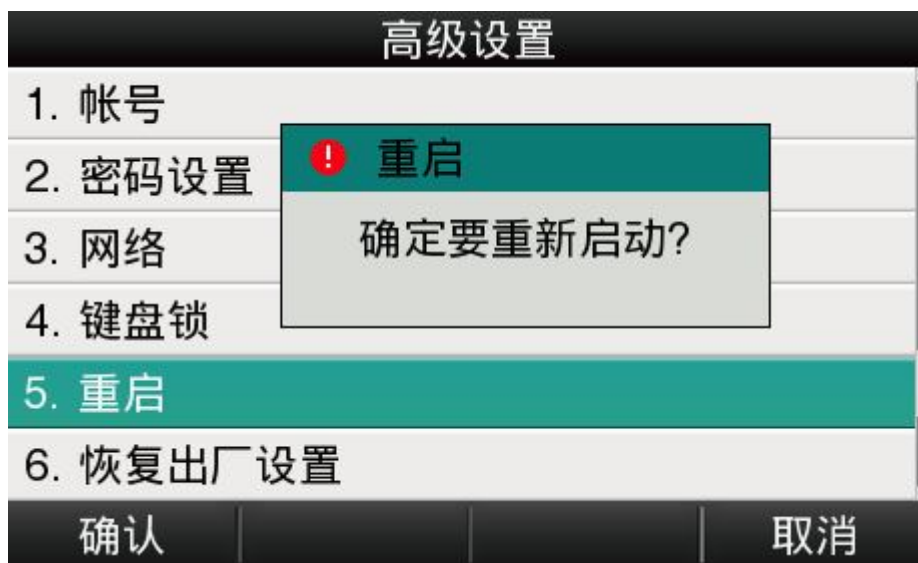 高级设置
1. 帐号
2. 密码设置
3. 网络
4. 键盘锁
5. 重启
6. 恢复出厂设置
! 重启
确定要重新启动?
确认
取消